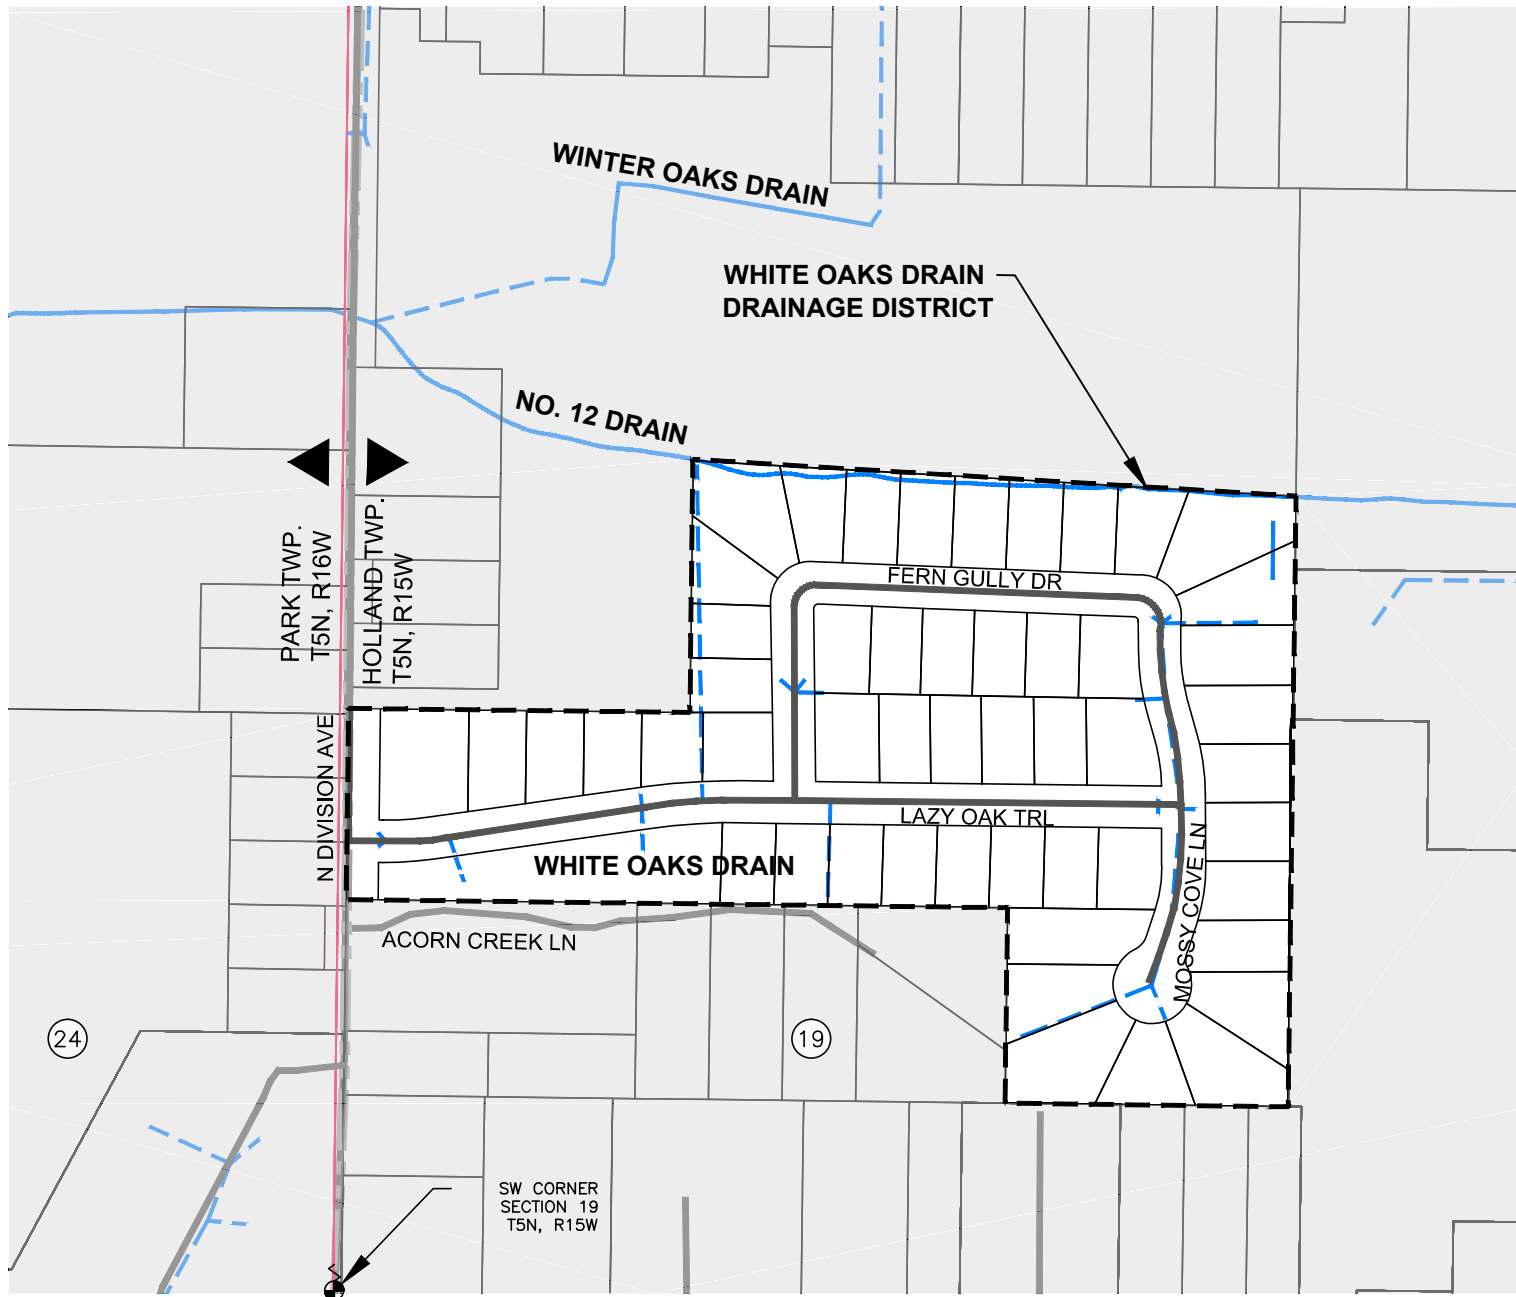 WINTER OAKS DRAIN
WHITE OAKS DRAIN
DRAINAGE DISTRICT
NO. 12 DRAIN
PARK TWP.
T5N, R16W
HOLLAND TWP.
T5N, R15W
FERN GULLY DR
N DIVISION AVE
LAZY OAK TRL
WHITE OAKS DRAIN
MOSSY COVE LN
ACORN CREEK LN
24
19
SW CORNER
SECTION 19
T5N, R15W